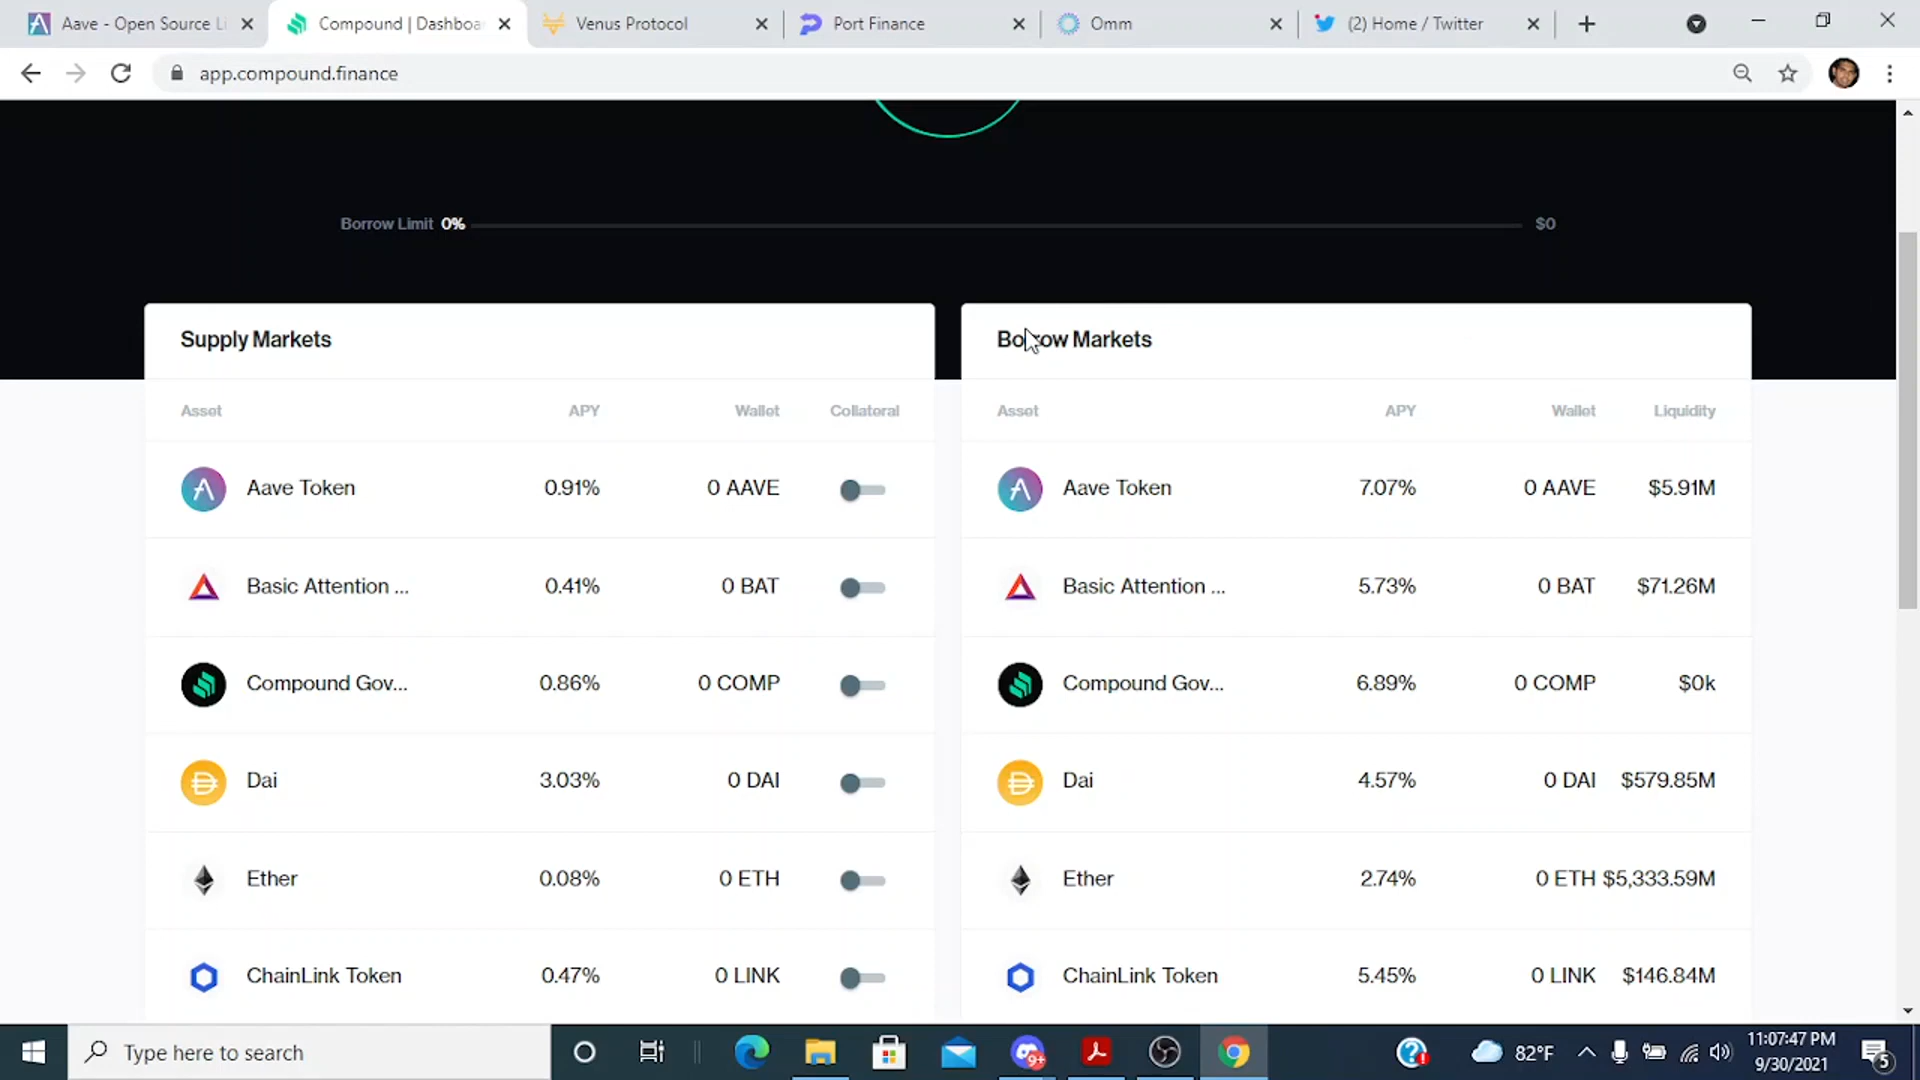 Aave - Open Source Li
Compound | Dashboa
Venus Protocol
Port Finance
Omm
(2) Home / Twitter
app.compound.finance
Borrow Limit 0%
$0
Supply Markets
Asset APY Wallet Collateral
Aave Token 0.91% 0 AAVE
Basic Attention ... 0.41% 0 BAT
Compound Gov... 0.86% 0 COMP
Dai 3.03% 0 DAI
Ether 0.08% 0 ETH
ChainLink Token 0.47% 0 LINK
Borrow Markets
Asset APY Wallet Liquidity
Aave Token 7.07% 0 AAVE $5.91M
Basic Attention ... 5.73% 0 BAT $71.26M
Compound Gov... 6.89% 0 COMP $0k
Dai 4.57% 0 DAI $579.85M
Ether 2.74% 0 ETH $5,333.59M
ChainLink Token 5.45% 0 LINK $146.84M
Type here to search
9+
82°F
11:07:47 PM
9/30/2021
5